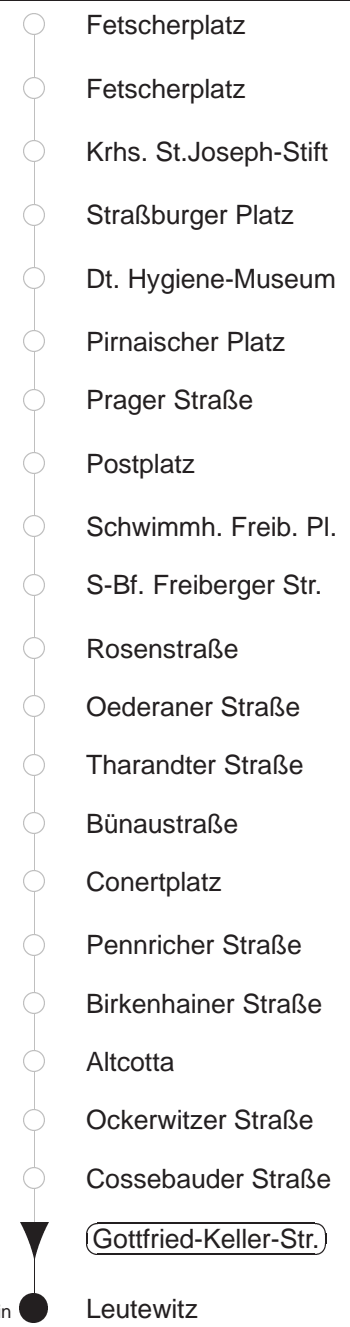 Fetscherplatz
Fetscherplatz
Krhs. St.Joseph-Stift
Straßburger Platz
Dt. Hygiene-Museum
Pirnaischer Platz
Prager Straße
Postplatz
Schwimmh. Freib. Pl.
S-Bf. Freiberger Str.
Rosenstraße
Oederaner Straße
Tharandter Straße
Bünaustraße
Conertplatz
Pennricher Straße
Birkenhainer Straße
Altcotta
Ockerwitzer Straße
Cossebauder Straße
Gottfried-Keller-Str.
in Leutewitz